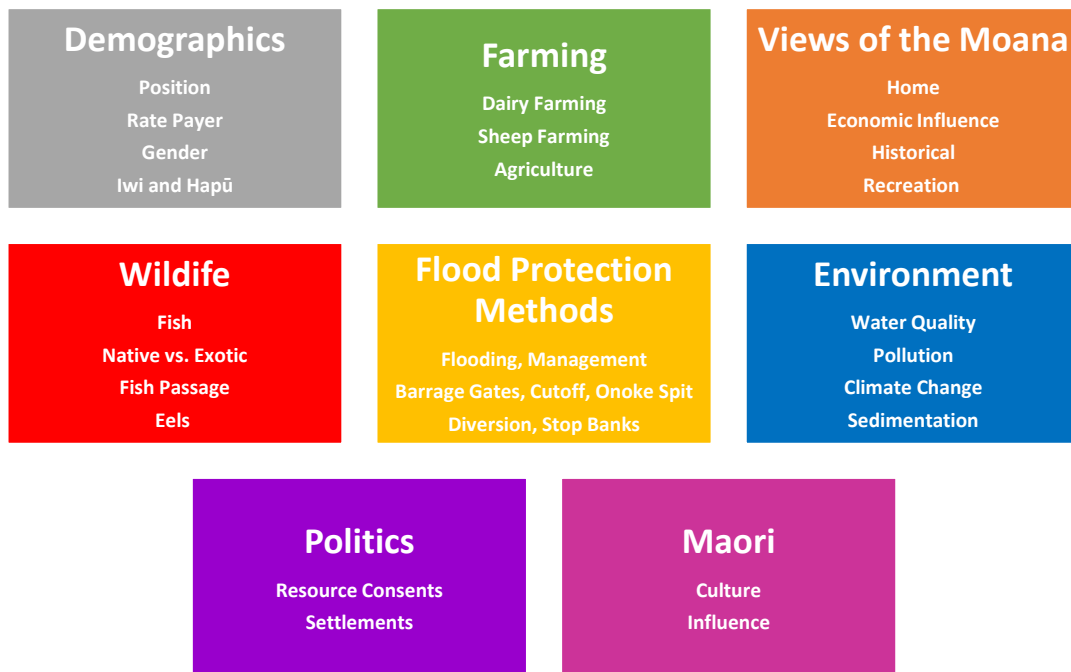 Demographics
Position
Rate Payer
Gender
Iwi and Hapū
Farming
Dairy Farming
Sheep Farming
Agriculture
Views of the Moana
Home
Economic Influence
Historical
Recreation
Wildife
Fish
Native vs. Exotic
Fish Passage
Eels
Flood Protection
Methods
Flooding, Management
Barrage Gates, Cutoff, Onoke Spit
Diversion, Stop Banks
Environment
Water Quality
Pollution
Climate Change
Sedimentation
Politics
Resource Consents
Settlements
Maori
Culture
Influence